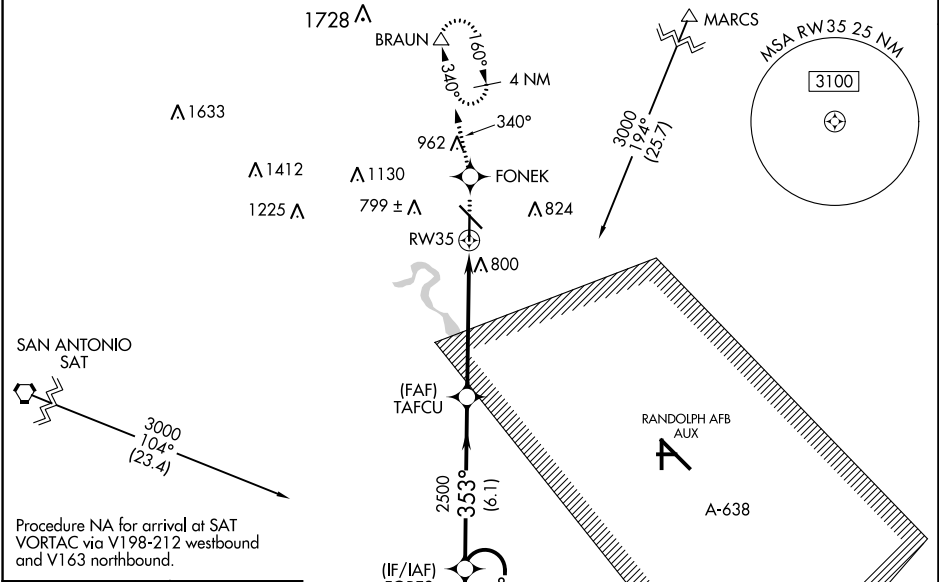 1728
BRAUN
160°
340°
4 NM
MARCS
MSA RW35 25 NM
3100
1633
340°
962
3000
194°
(25.7)
1412
1130
FONEK
1225
799 ±
824
RW35
800
SAN ANTONIO
SAT
3000
104°
(23.4)
(FAF)
TAFCU
RANDOLPH AFB
AUX
A-638
2500
353°
(6.1)
Procedure NA for arrival at SAT
VORTAC via V198-212 westbound
and V163 northbound.
(IF/IAF)